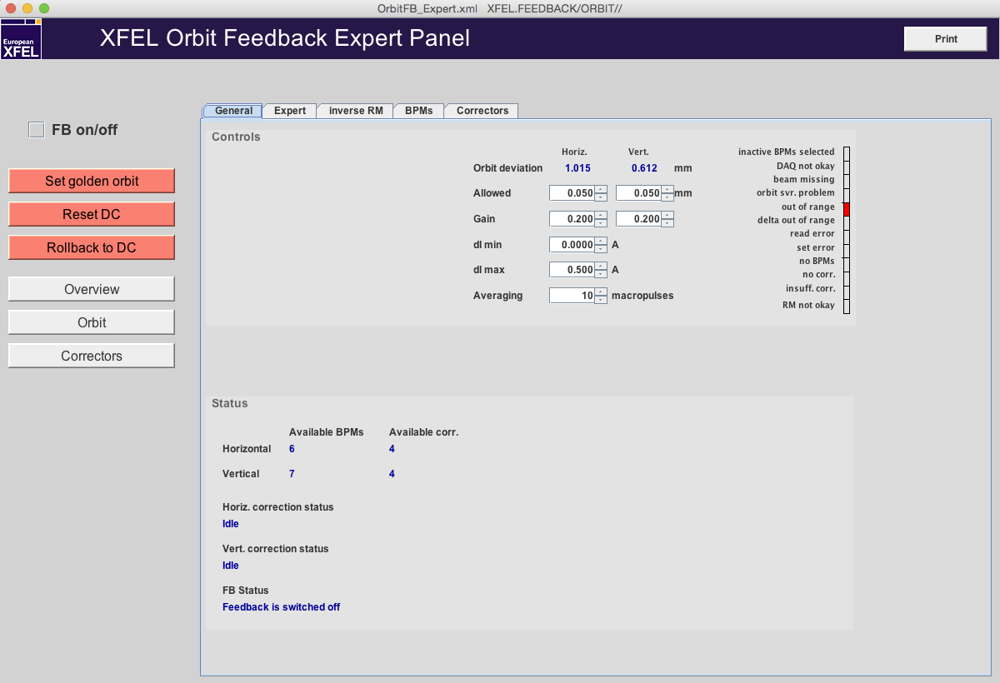 OrbitFB_Expert.xml XFEL.FEEDBACK/ORBIT//
European
XFEL
XFEL Orbit Feedback Expert Panel
Print
FB on/off
Set golden orbit
Reset DC
Rollback to DC
Overview
Orbit
Correctors
General Expert inverse RM BPMs Correctors
Controls
Horiz. Vert.
Orbit deviation 1.015 0.612 mm
Allowed 0.050 0.050 mm
Gain 0.200 0.200
dI min 0.0000 A
dI max 0.500 A
Averaging 10 macropulses
inactive BPMs selected
DAQ not okay
beam missing
orbit svr. problem
out of range
delta out of range
read error
set error
no BPMs
no corr.
insuff. corr.
RM not okay
Status
Available BPMs Available corr.
Horizontal 6 4
Vertical 7 4
Horiz. correction status
Idle
Vert. correction status
Idle
FB Status
Feedback is switched off